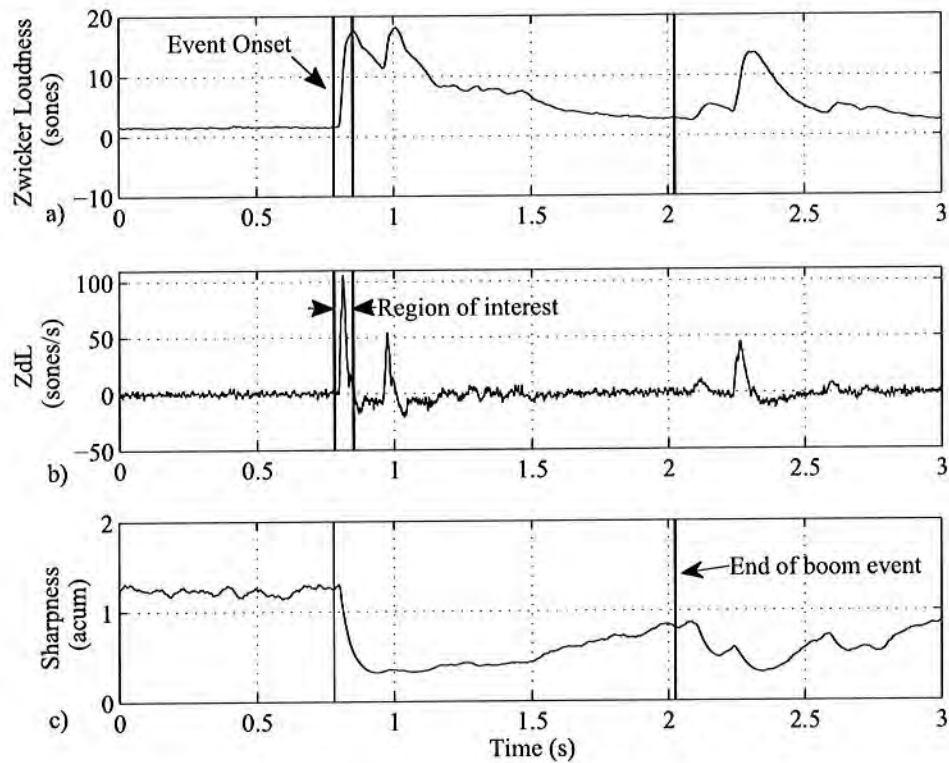 20
Event Onset
10
0
−10
Zwicker Loudness
(sones)
a)
0 0.5 1 1.5 2 2.5 3
100
Region of interest
50
0
−50
ZdL
(sones/s)
b)
0 0.5 1 1.5 2 2.5 3
2
End of boom event
1
0
Sharpness
(acum)
c)
0 0.5 1 1.5 2 2.5 3
Time (s)